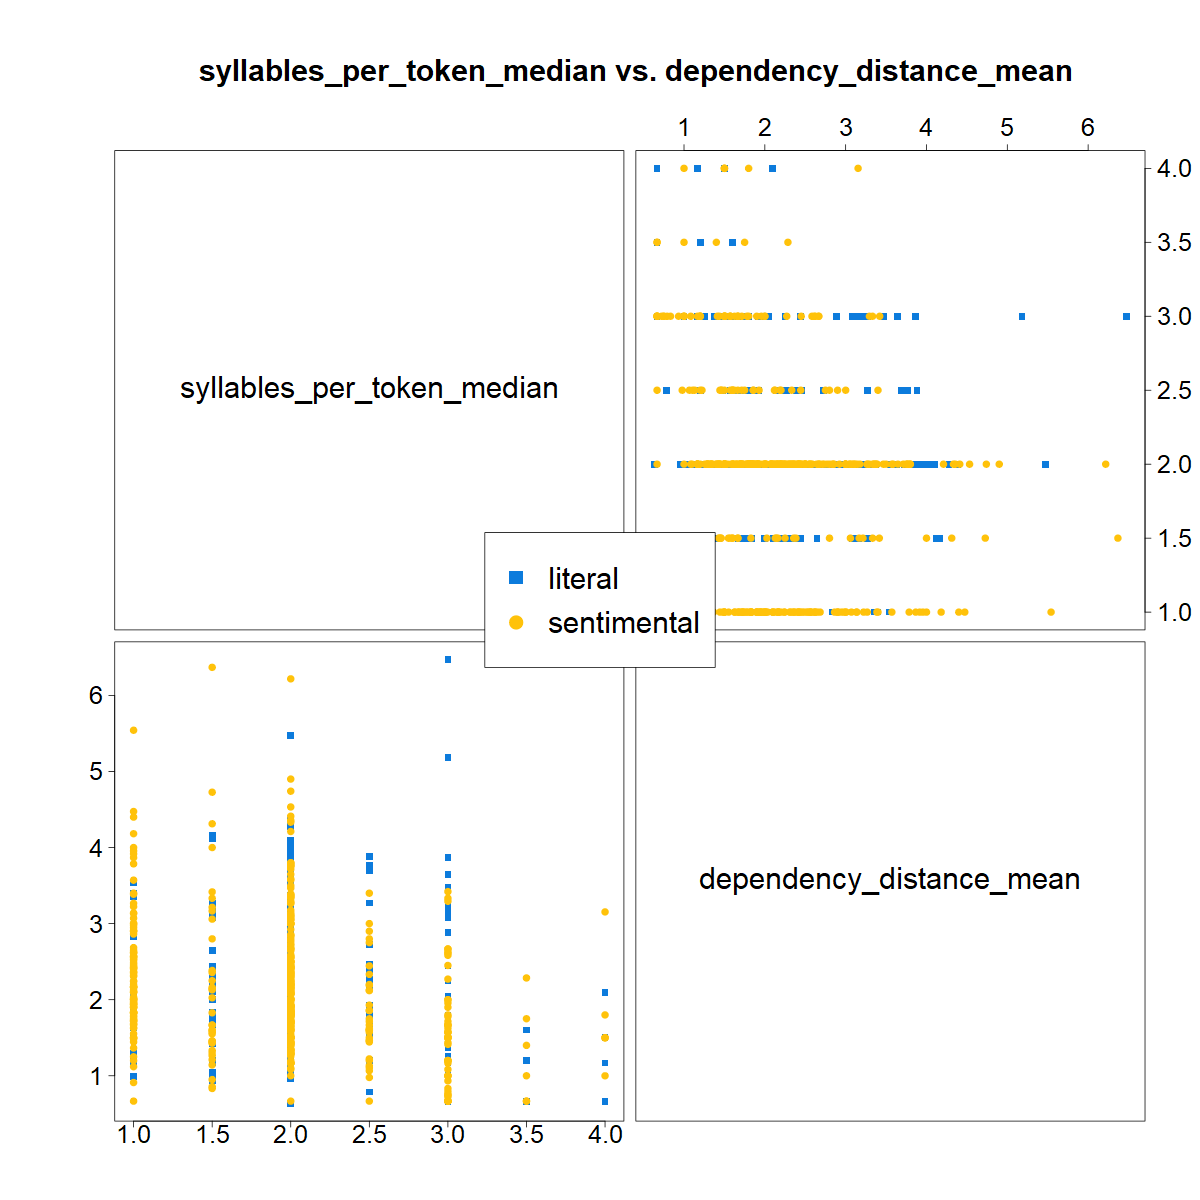 syllables_per_token_median vs. dependency_distance_mean
1 2 3 4 5 6
4.0
3.5
3.0
syllables_per_token_median
2.5
2.0
1.5
literal
1.0
sentimental
6
5
4
dependency_distance_mean
3
2
1
1.0 1.5 2.0 2.5 3.0 3.5 4.0